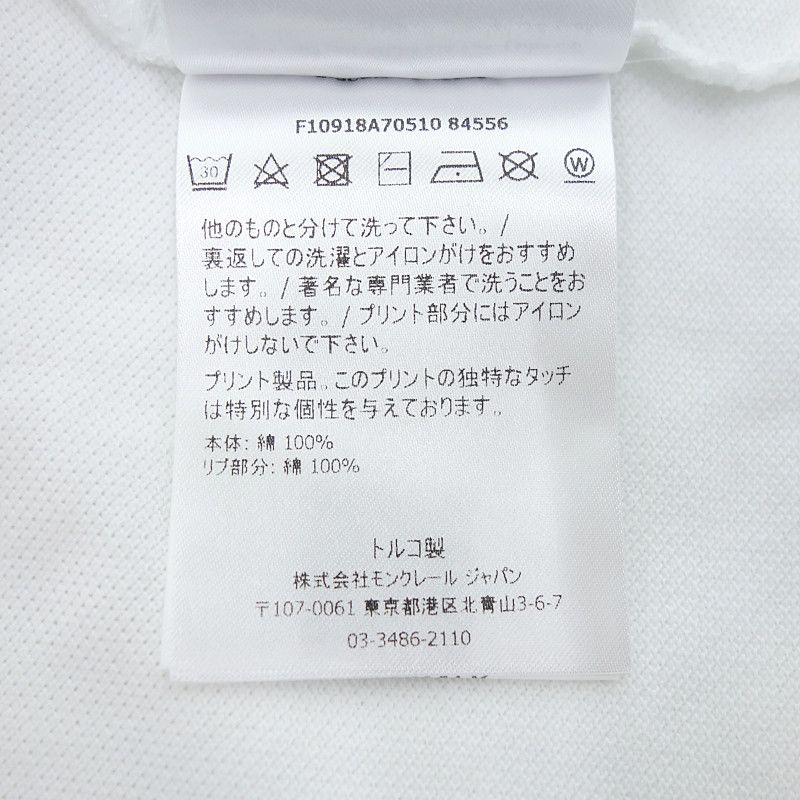 F10918A70510 84556
30
W
他のものと分けて洗って下さい。/
裏返しての洗濯とアイロンがけをおすすめ
します。/ 著名な専門業者で洗うことをお
すすめします。/ プリント部分にはアイロン
がけしないで下さい。
プリント製品。このプリントの独特なタッチ
は特別な個性を与えております。
本体: 綿 100%
リブ部分: 綿 100%
トルコ製
株式会社モンクレール ジャパン
〒107-0061 東京都港区北青山3-6-7
03-3486-2110